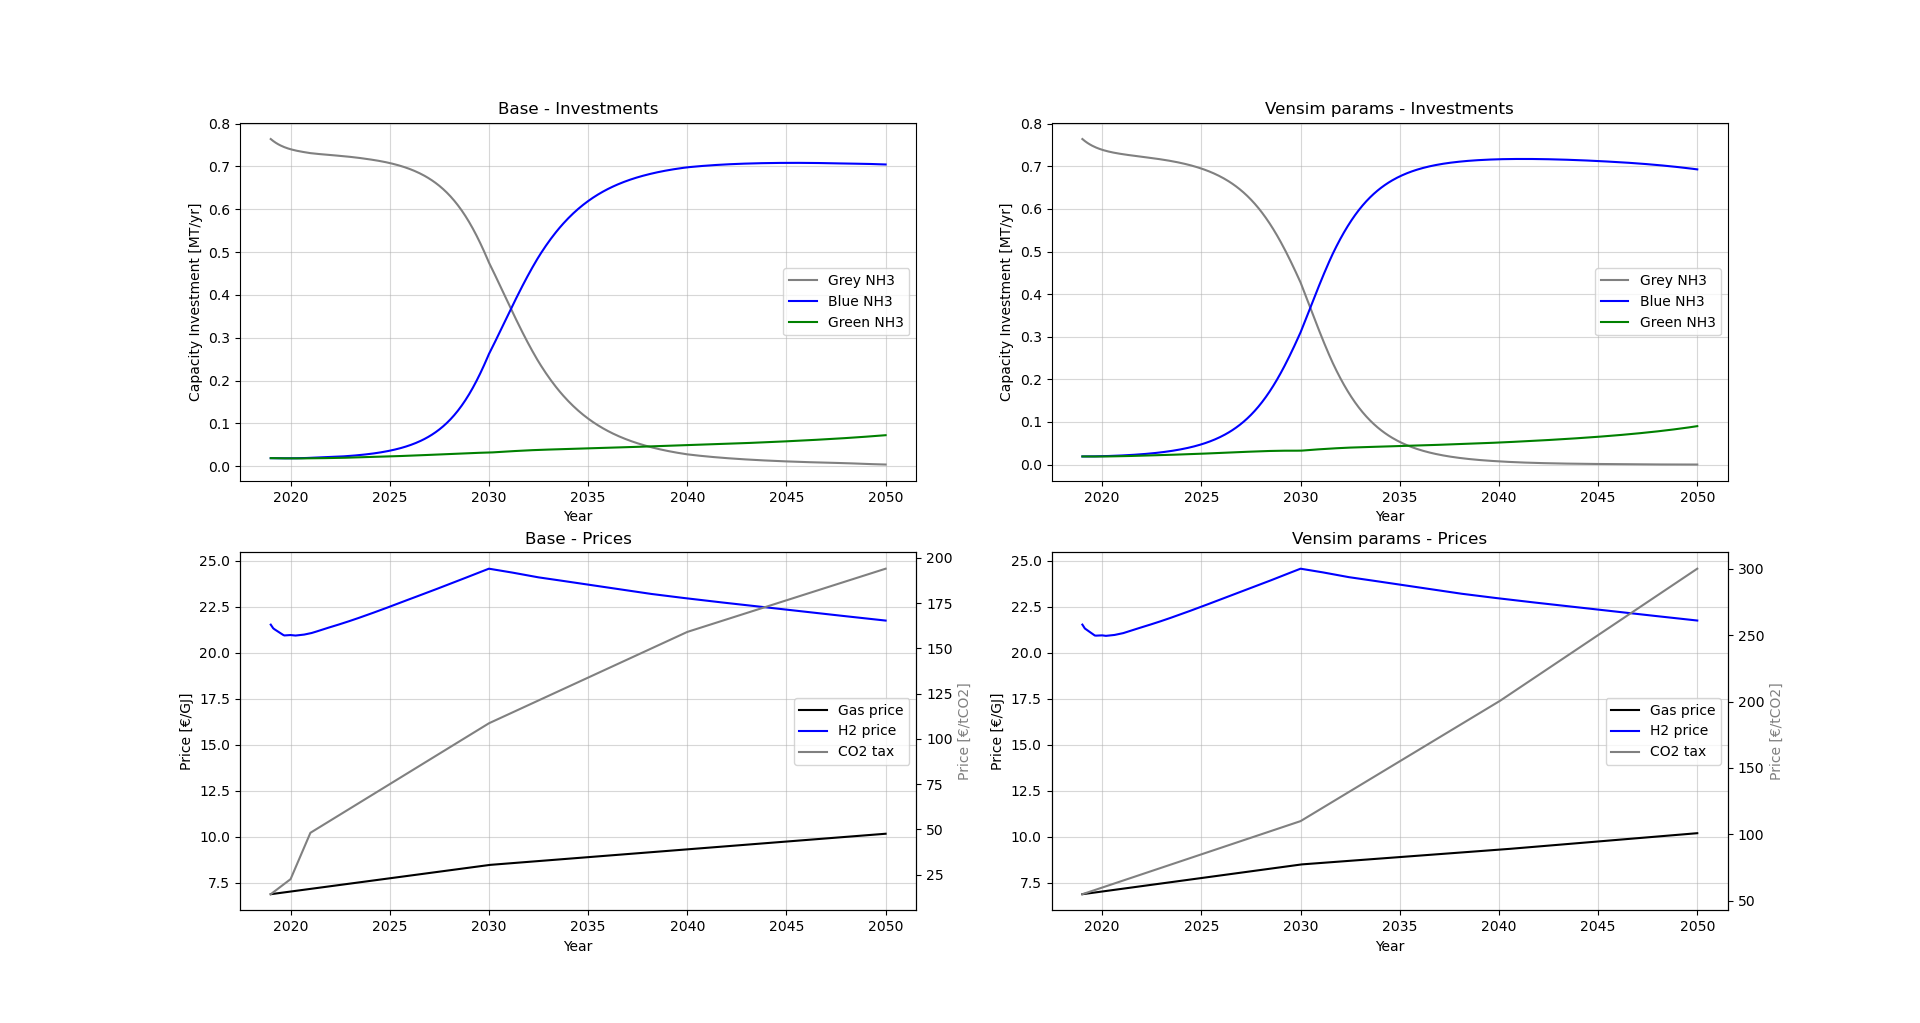 Base - Investments
Capacity Investment [MT/yr]
0.8
0.7
0.6
0.5
0.4
0.3
0.2
0.1
0.0
2020 2025 2030 2035 2040 2045 2050
Year
Grey NH3
Blue NH3
Green NH3
Vensim params - Investments
Capacity Investment [MT/yr]
0.8
0.7
0.6
0.5
0.4
0.3
0.2
0.1
0.0
2020 2025 2030 2035 2040 2045 2050
Year
Grey NH3
Blue NH3
Green NH3
Base - Prices
Price [€/GJ]
25.0
22.5
20.0
17.5
15.0
12.5
10.0
7.5
2020 2025 2030 2035 2040 2045 2050
Year
Gas price
H2 price
CO2 tax
200
175
150
125
100
75
50
25
Price [€/tCO2]
Vensim params - Prices
Price [€/GJ]
25.0
22.5
20.0
17.5
15.0
12.5
10.0
7.5
2020 2025 2030 2035 2040 2045 2050
Year
Gas price
H2 price
CO2 tax
300
250
200
150
100
50
Price [€/tCO2]